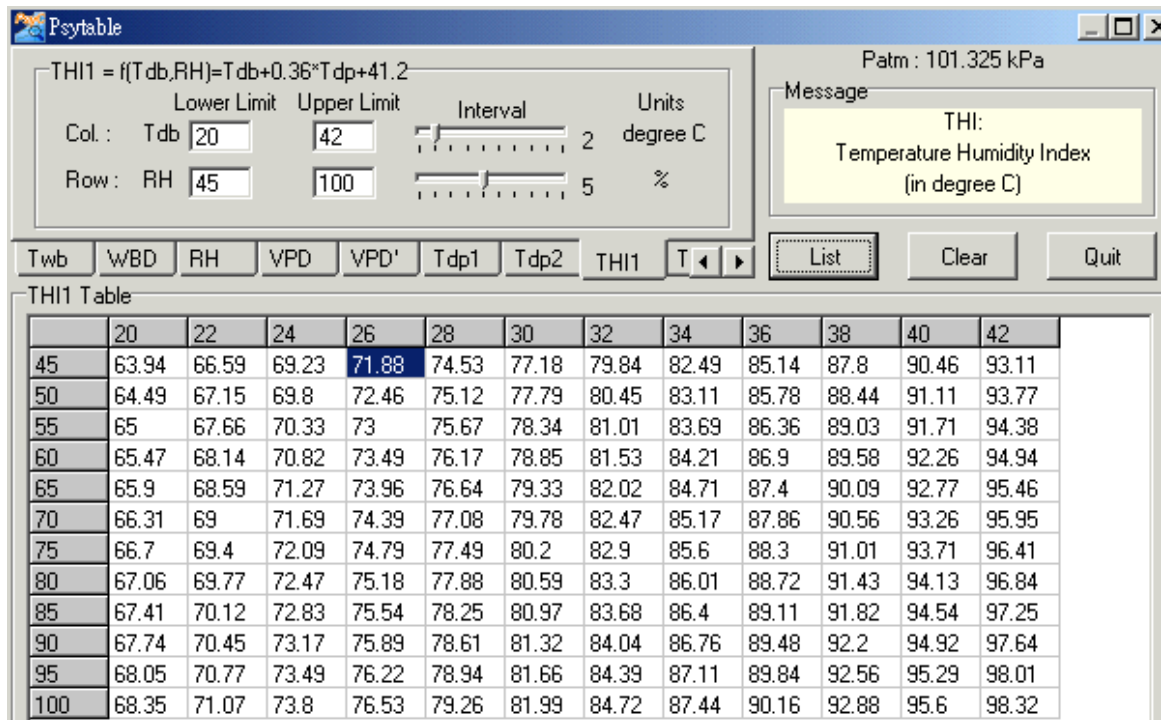 Psytable
THI1 = f(Tdb,RH)=Tdb+0.36*Tdp+41.2
Lower Limit Upper Limit Interval Units
Col. : Tdb 20 42 2 degree C
Row : RH 45 100 5 %
Patm : 101.325 kPa
Message
THI:
Temperature Humidity Index
(in degree C)
Twb WBD RH VPD VPD' Tdp1 Tdp2 THI1 T
List Clear Quit
THI1 Table
20 22 24 26 28 30 32 34 36 38 40 42
45 63.94 66.59 69.23 71.88 74.53 77.18 79.84 82.49 85.14 87.8 90.46 93.11
50 64.49 67.15 69.8 72.46 75.12 77.79 80.45 83.11 85.78 88.44 91.11 93.77
55 65 67.66 70.33 73 75.67 78.34 81.01 83.69 86.36 89.03 91.71 94.38
60 65.47 68.14 70.82 73.49 76.17 78.85 81.53 84.21 86.9 89.58 92.26 94.94
65 65.9 68.59 71.27 73.96 76.64 79.33 82.02 84.71 87.4 90.09 92.77 95.46
70 66.31 69 71.69 74.39 77.08 79.78 82.47 85.17 87.86 90.56 93.26 95.95
75 66.7 69.4 72.09 74.79 77.49 80.2 82.9 85.6 88.3 91.01 93.71 96.41
80 67.06 69.77 72.47 75.18 77.88 80.59 83.3 86.01 88.72 91.43 94.13 96.84
85 67.41 70.12 72.83 75.54 78.25 80.97 83.68 86.4 89.11 91.82 94.54 97.25
90 67.74 70.45 73.17 75.89 78.61 81.32 84.04 86.76 89.48 92.2 94.92 97.64
95 68.05 70.77 73.49 76.22 78.94 81.66 84.39 87.11 89.84 92.56 95.29 98.01
100 68.35 71.07 73.8 76.53 79.26 81.99 84.72 87.44 90.16 92.88 95.6 98.32